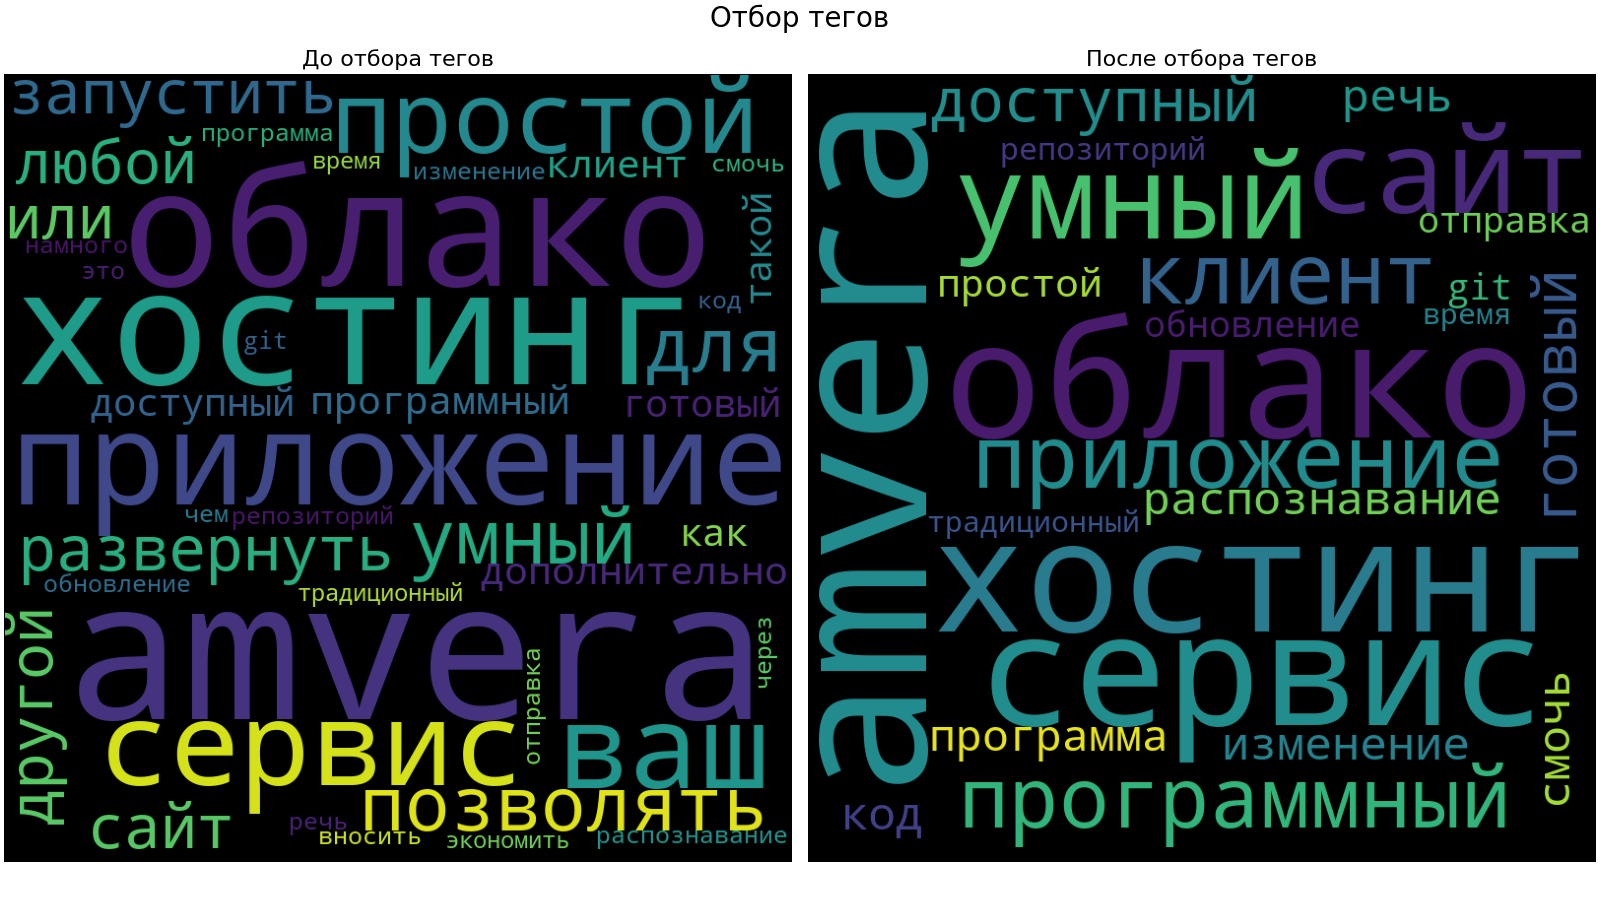 Отбор тегов
До отбора тегов
запустить
простой
программа
любой
время
изменение
клиент
смочь
или
облако
такой
намного
это
хостинг
код
git
для
доступный
программный
готовый
приложение
чем
репозиторий
умный
как
развернуть
дополнительно
обновление
традиционный
другой
amvera
через
отправка
сервис
ваш
позволять
сайт
речь
вносить
экономить
распознавание
После отбора тегов
amvera
доступный
речь
репозиторий
умный
сайт
отправка
простой
клиент
git
время
обновление
готовый
облако
приложение
распознавание
традиционный
хостинг
сервис
программа
изменение
смочь
код
программный